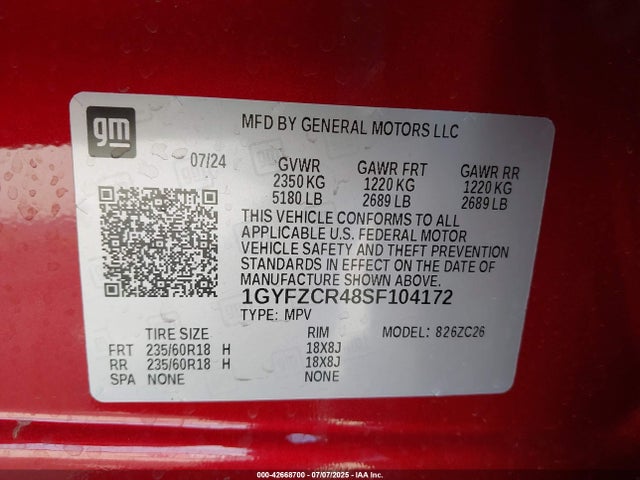 gm
MFD BY GENERAL MOTORS LLC
07/24
GVWR GAWR FRT GAWR RR
2350 KG 1220 KG 1220 KG
5180 LB 2689 LB 2689 LB
THIS VEHICLE CONFORMS TO ALL
APPLICABLE U.S. FEDERAL MOTOR
VEHICLE SAFETY AND THEFT PREVENTION
STANDARDS IN EFFECT ON THE DATE OF
MANUFACTURE SHOWN ABOVE.
1GYFZCR48SF104172
TYPE: MPV
TIRE SIZE RIM MODEL: 826ZC26
FRT 235/60R18 H 18X8J
RR 235/60R18 H 18X8J
SPA NONE NONE
000-42668700 - 07/07/2025 - IAAI.COM